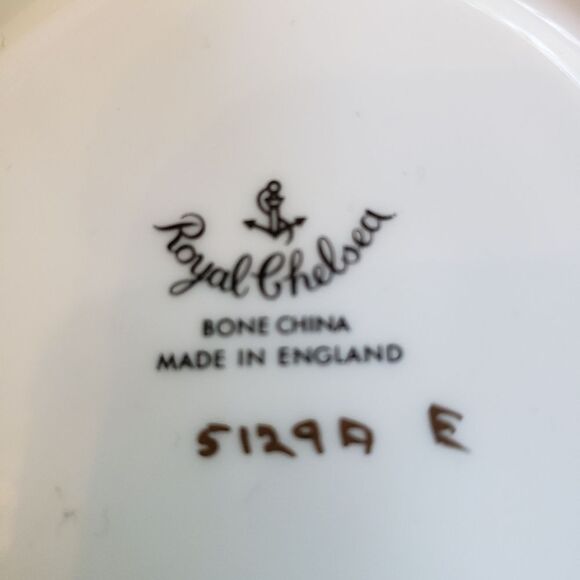 Royal Chelsea
BONE CHINA
MADE IN ENGLAND
5129A E